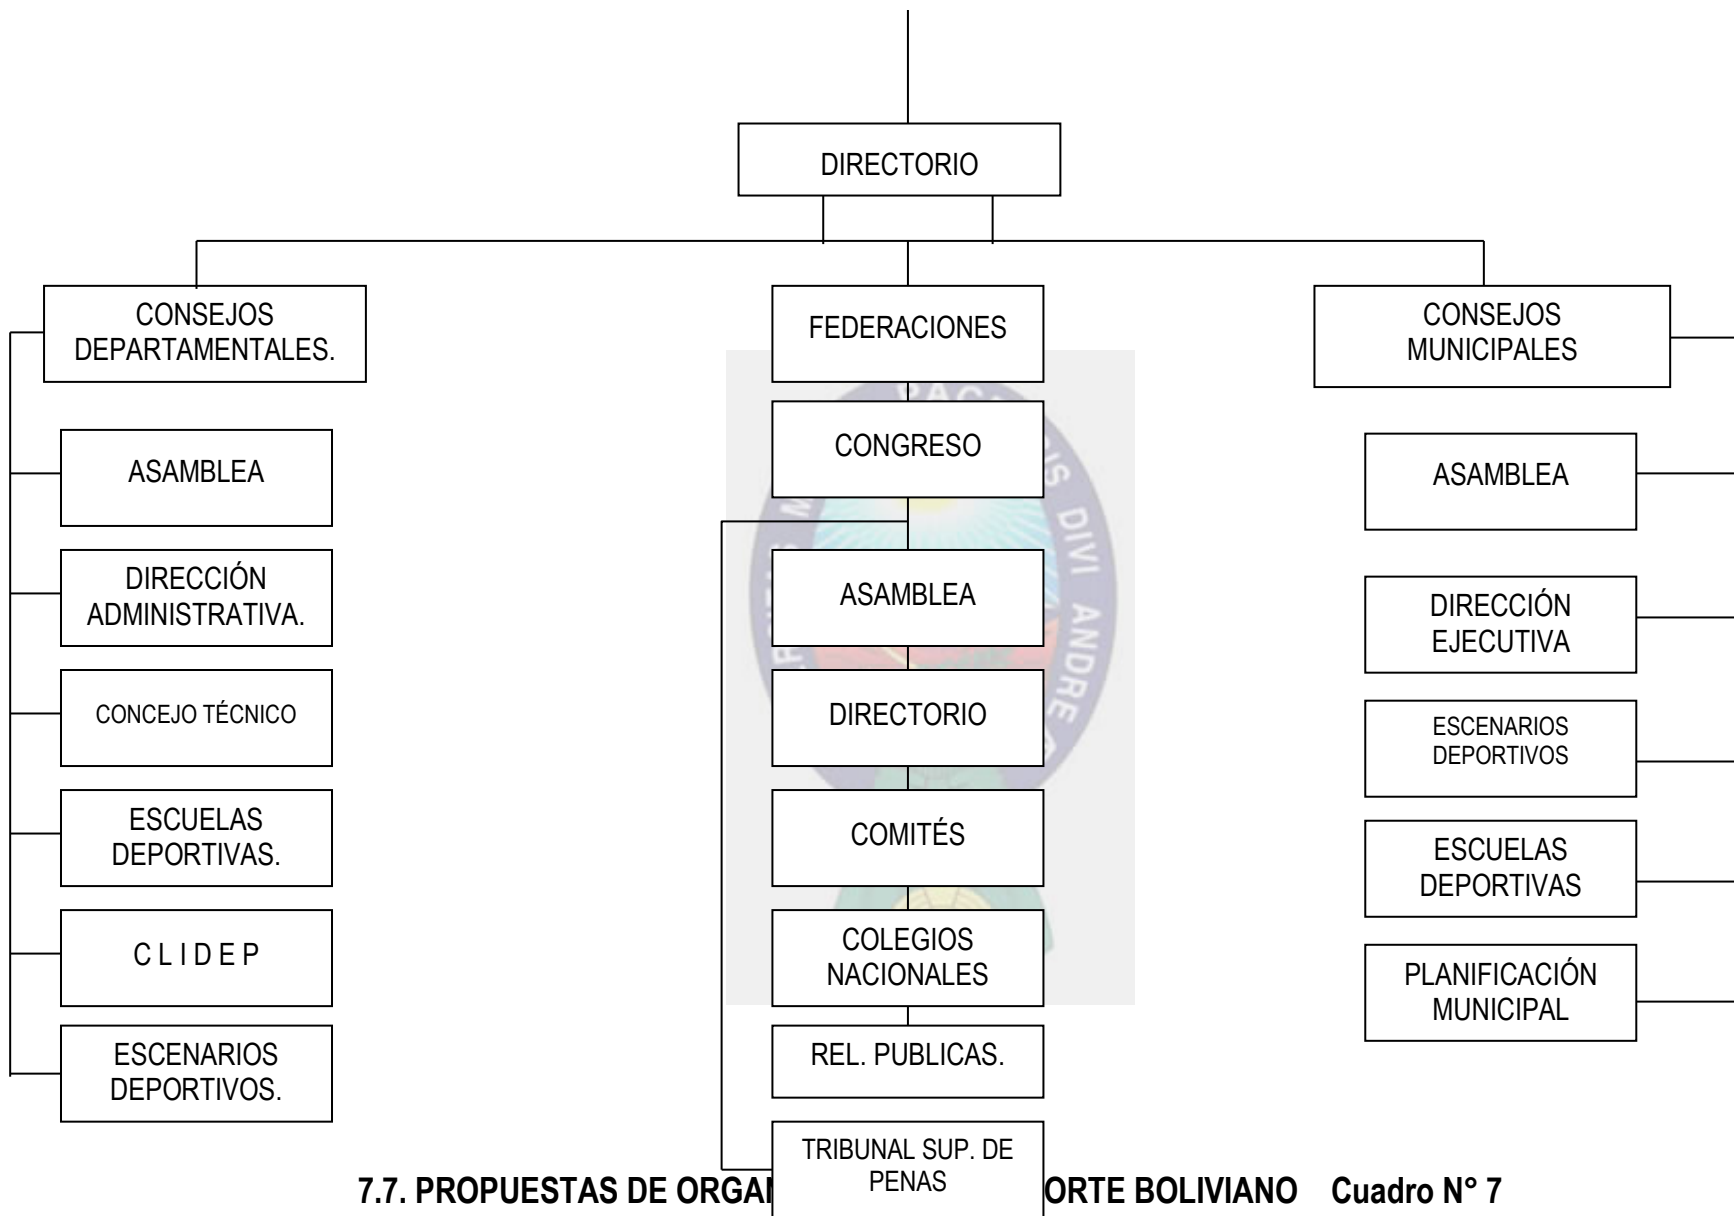 DIRECTORIO
CONSEJOS
DEPARTAMENTALES.
ASAMBLEA
DIRECCIÓN
ADMINISTRATIVA.
CONCEJO TÉCNICO
ESCUELAS
DEPORTIVAS.
C L I D E P
ESCENARIOS
DEPORTIVOS.
FEDERACIONES
CONGRESO
ASAMBLEA
DIRECTORIO
COMITÉS
COLEGIOS
NACIONALES
REL. PUBLICAS.
TRIBUNAL SUP. DE
PENAS
CONSEJOS
MUNICIPALES
ASAMBLEA
DIRECCIÓN
EJECUTIVA
ESCENARIOS
DEPORTIVOS
ESCUELAS
DEPORTIVAS
PLANIFICACIÓN
MUNICIPAL
DIVI ANDRE
7.7. PROPUESTAS DE ORGA ORTE BOLIVIANO Cuadro N° 7